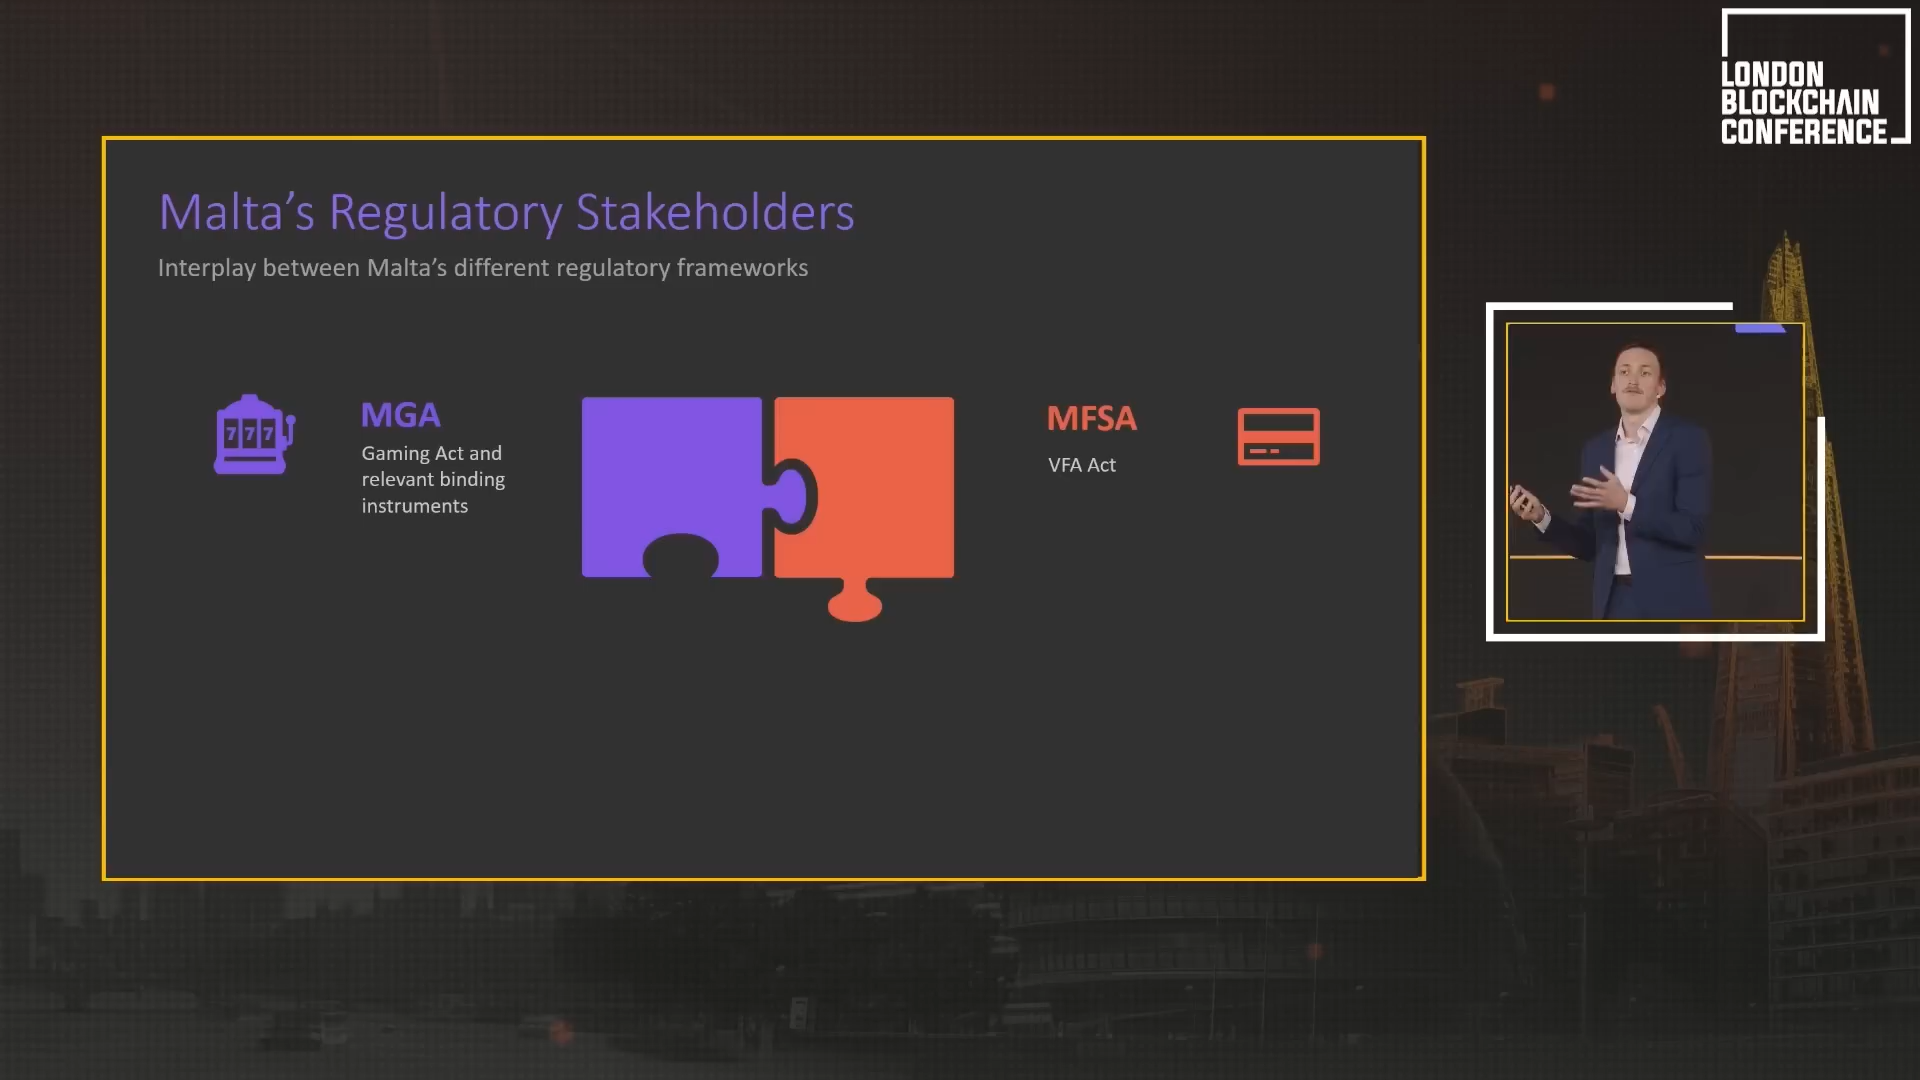 LONDON
BLOCKCHAIN
CONFERENCE
Malta’s Regulatory Stakeholders
Interplay between Malta’s different regulatory frameworks
777
MGA
Gaming Act and
relevant binding
instruments
MFSA
VFA Act